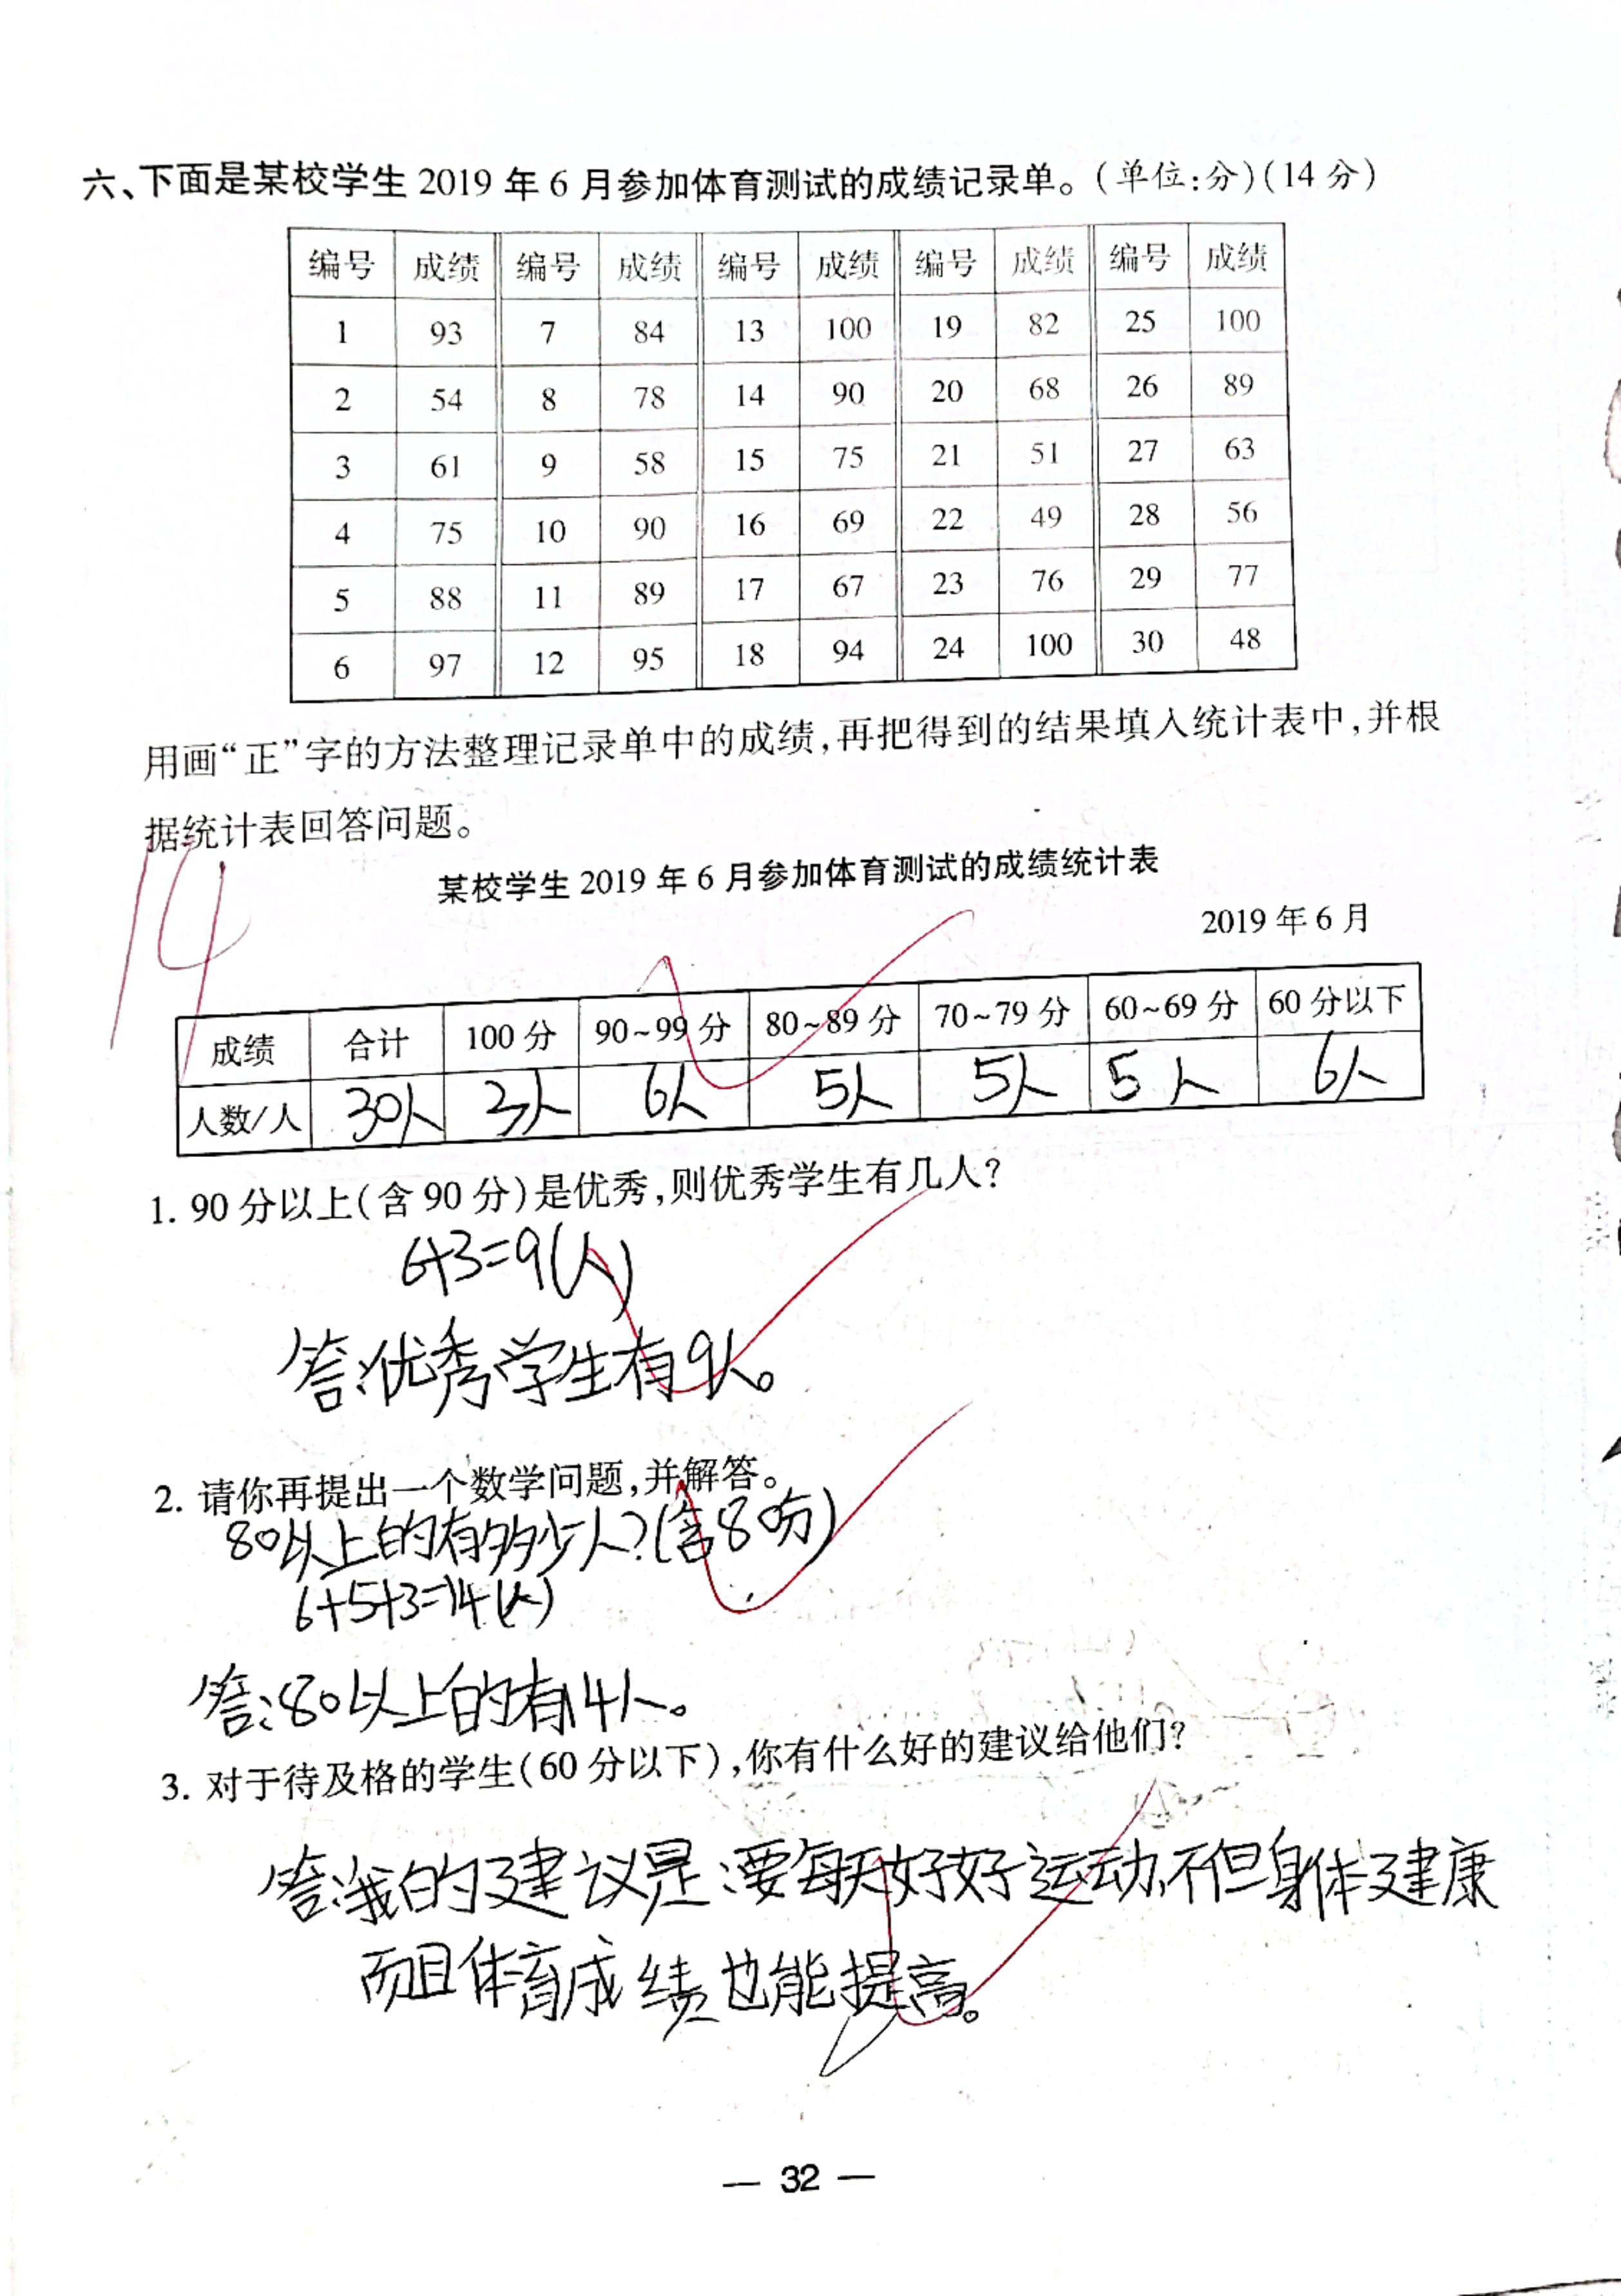 六、下面是某校学生 2019 年 6 月参加体育测试的成绩记录单。(单位:分)(14 分)
编号 成绩 编号 成绩 编号 成绩 编号 成绩 编号 成绩
1 93 7 84 13 100 19 82 25 100
2 54 8 78 14 90 20 68 26 89
3 61 9 58 15 75 21 51 27 63
4 75 10 90 16 69 22 49 28 56
5 88 11 89 17 67 23 76 29 77
6 97 12 95 18 94 24 100 30 48
用画“正”字的方法整理记录单中的成绩,再把得到的结果填入统计表中,并根
据统计表回答问题。
14
某校学生 2019 年 6 月参加体育测试的成绩统计表
2019 年 6 月
成绩 合计 100 分 90~99 分 80~89 分 70~79 分 60~69 分 60 分以下
人数/人 30人 3人 6人 5人 5人 5人 6人
1. 90 分以上(含 90 分)是优秀,则优秀学生有几人?
6+3=9(人)
答:优秀学生有9人。
2. 请你再提出一个数学问题,并解答。
80以上的有多少人?(含80分)
6+5+3=14(人)
答:80以上的有14人。
3. 对于待及格的学生(60 分以下),你有什么好的建议给他们?
答:我的建议是:要每天好好运动,不但身体建康
而且体育成绩也能提高。
— 32 —